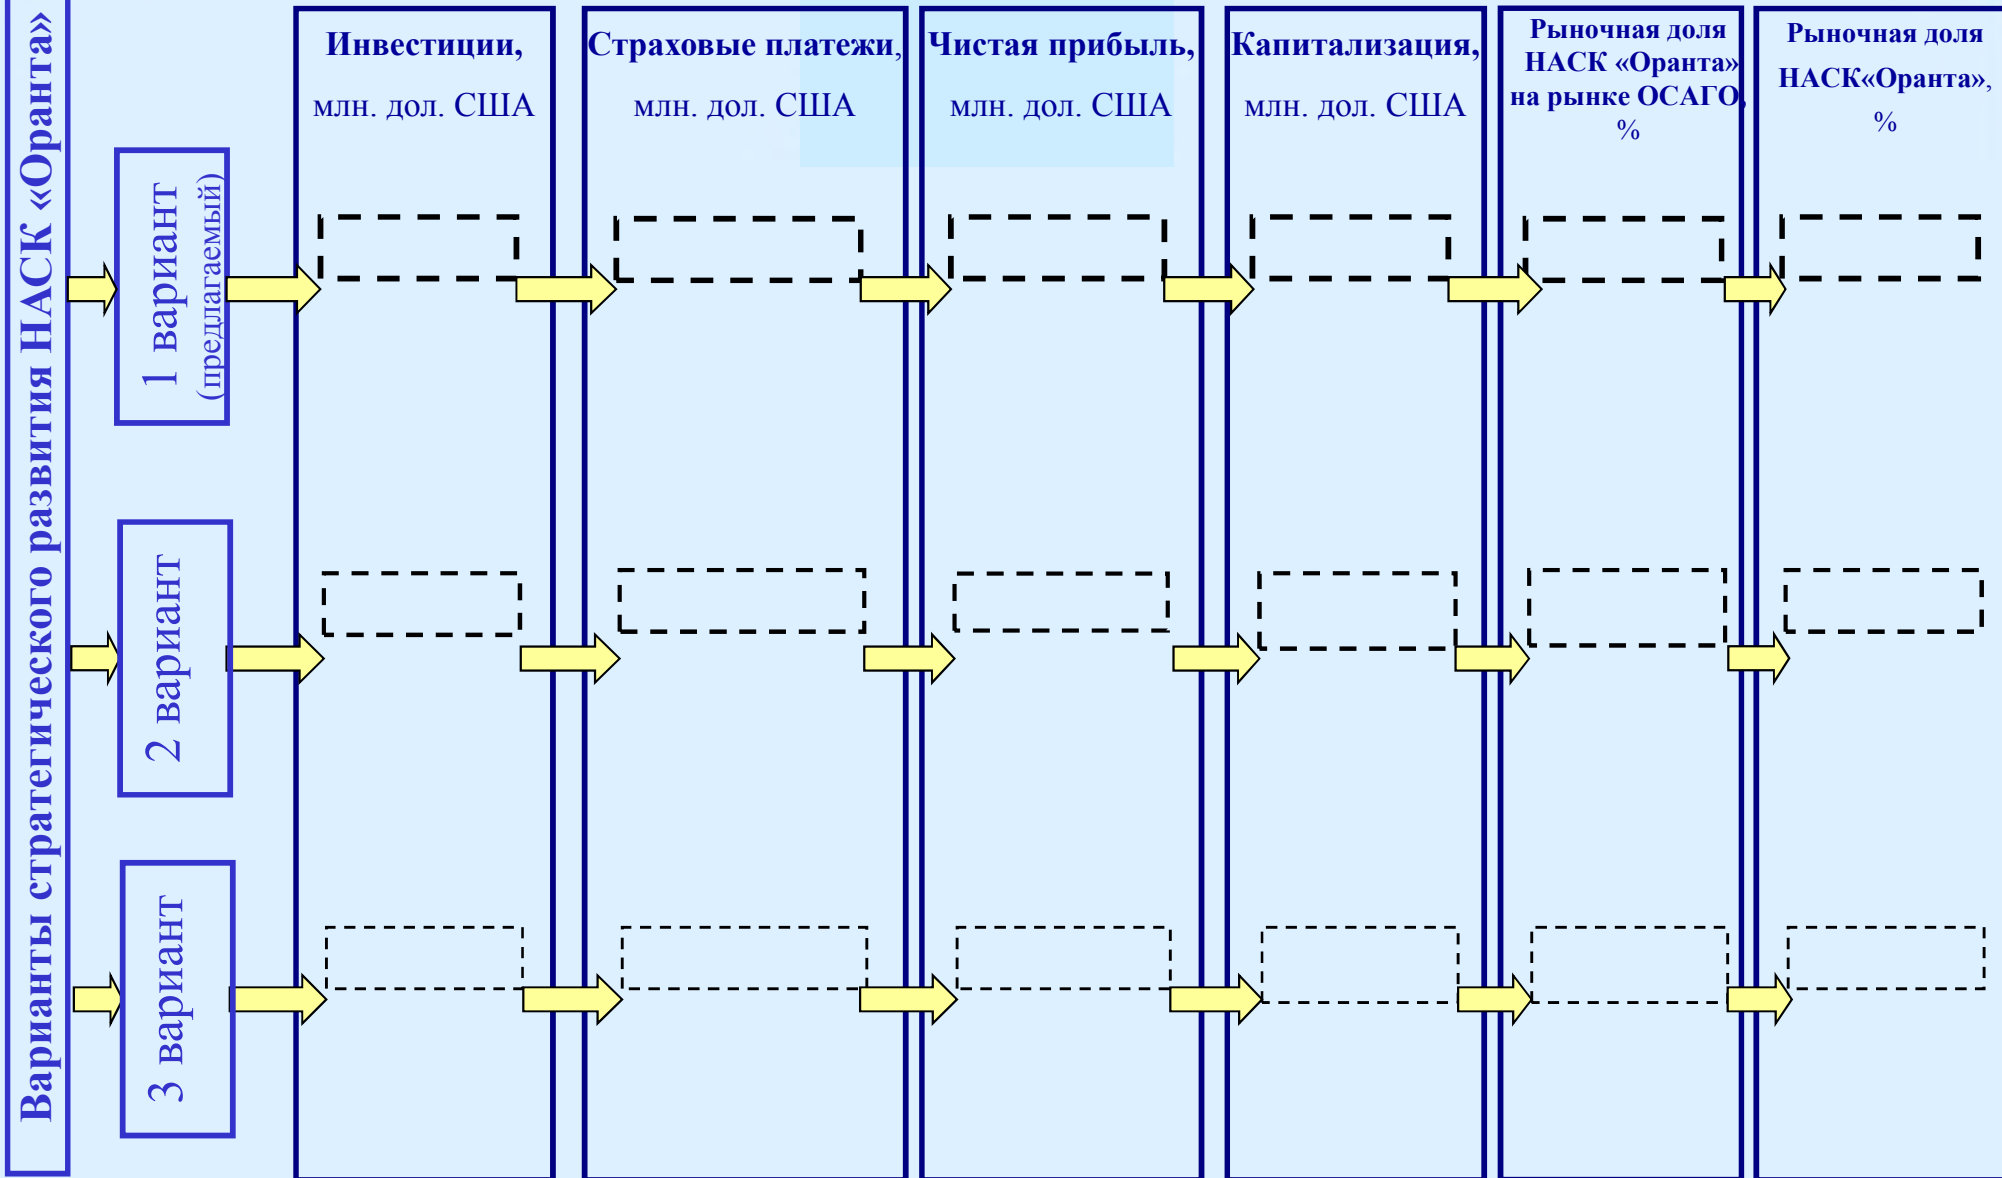 Варианты стратегического развития НАСК «Оранта»
1 вариант
(предлагаемый)
2 вариант
3 вариант
Инвестиции,
млн. дол. США
Страховые платежи,
млн. дол. США
Чистая прибыль,
млн. дол. США
Капитализация,
млн. дол. США
Рыночная доля
НАСК «Оранта»
на рынке ОСАГО,
%
Рыночная доля
НАСК«Оранта»,
%